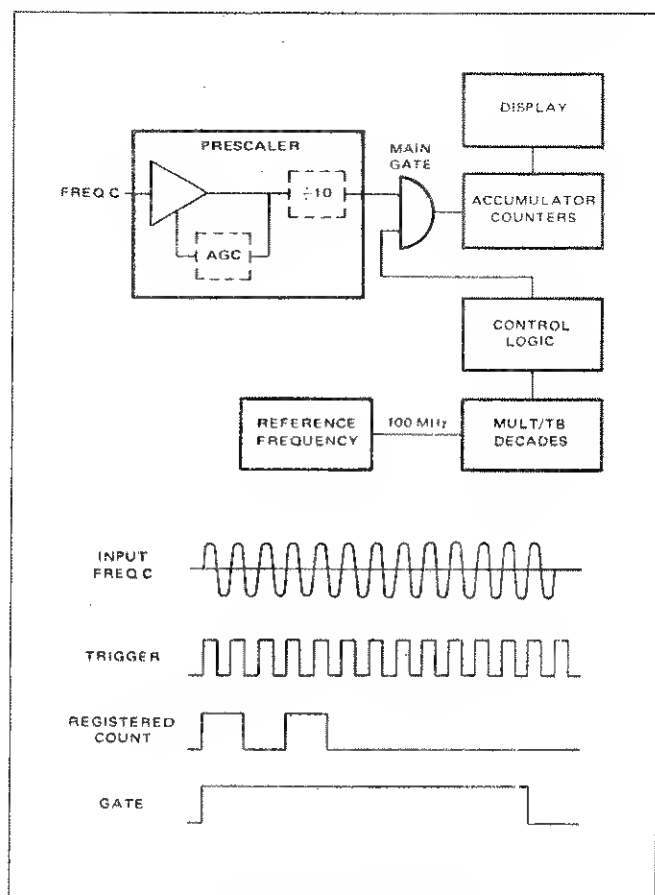 DISPLAY
PRESCALER
MAIN
GATE
FREQ C
÷10
ACCUMULATOR
COUNTERS
AGC
CONTROL
LOGIC
REFERENCE
FREQUENCY
100 MHz
MULT/TB
DECADES
INPUT
FREQ C
TRIGGER
REGISTERED
COUNT
GATE